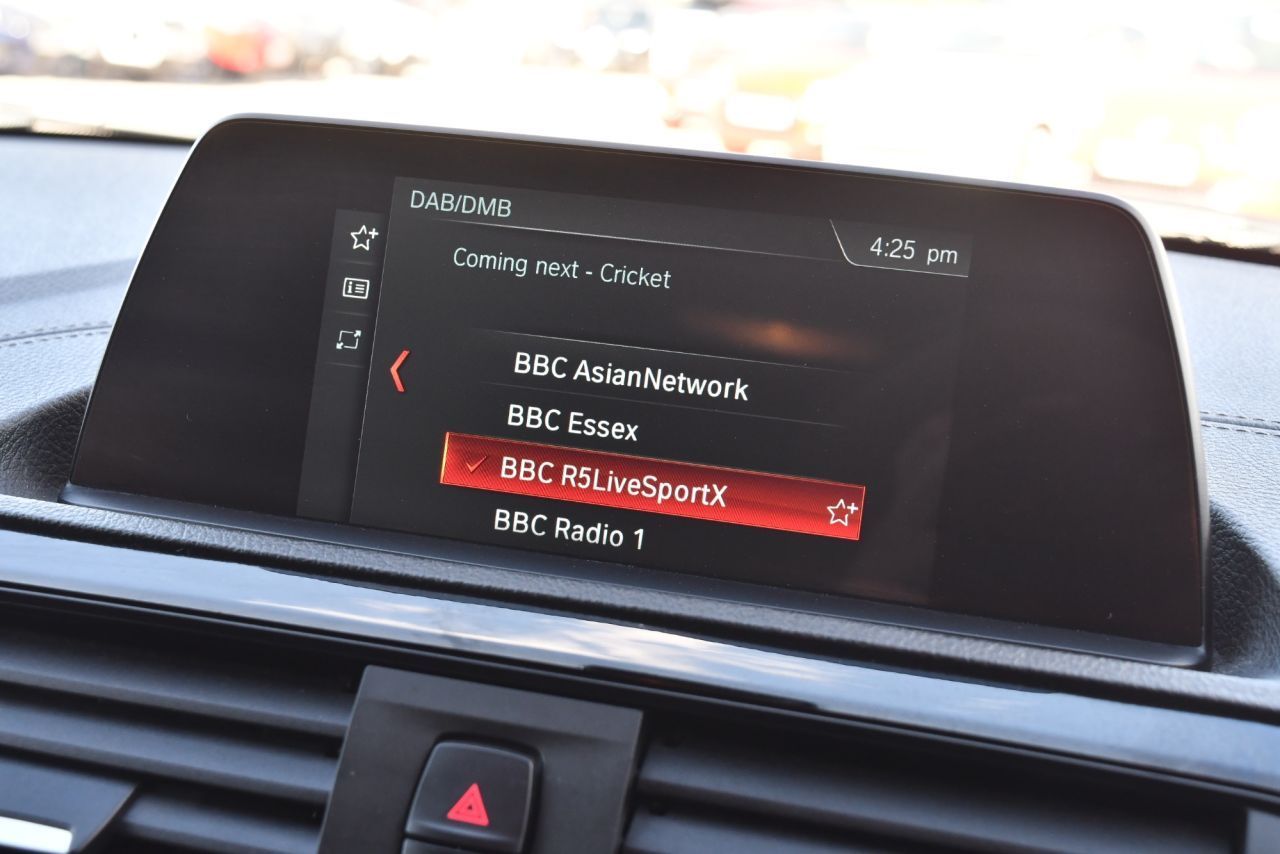 DAB/DMB
4:25 pm
Coming next - Cricket
BBC AsianNetwork
BBC Essex
BBC R5LiveSportX
BBC Radio 1